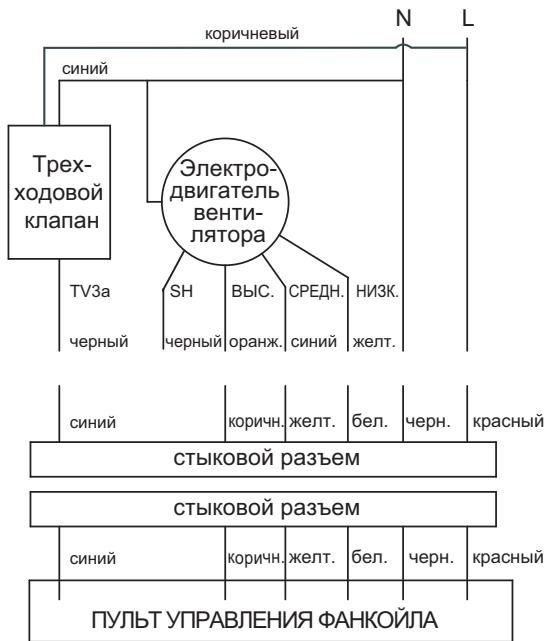 N L
коричневый
синий
Трех-
ходовой
клапан
Электро-
двигатель
венти-
лятора
TV3a SH ВЫС. СРЕДН. НИЗК.
черный черный оранж. синий желт.
синий коричн. желт. бел. черн. красный
стыковой разъем
стыковой разъем
синий коричн. желт. бел. черн. красный
ПУЛЬТ УПРАВЛЕНИЯ ФАНКОЙЛА